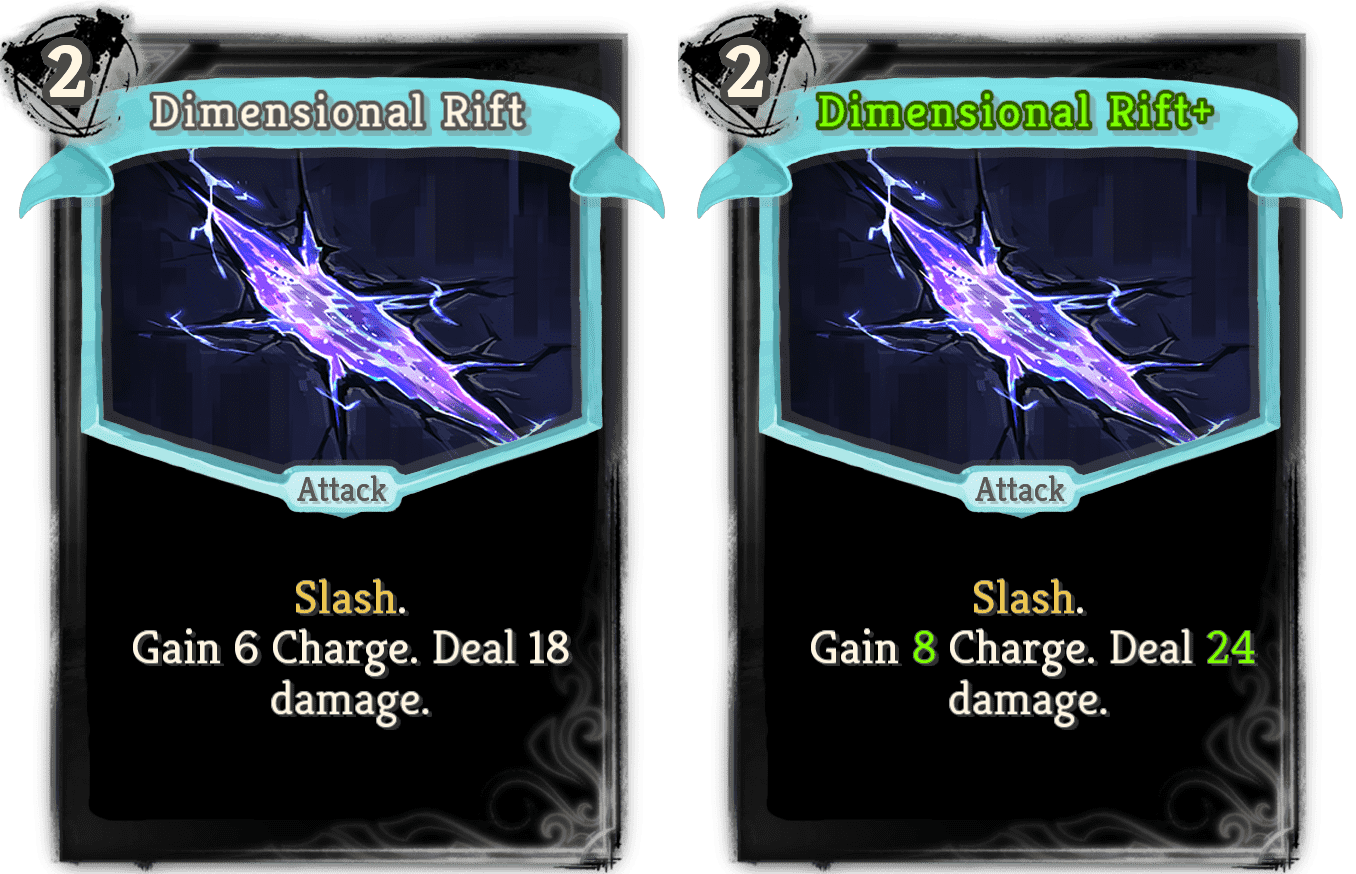 2
Dimensional Rift
Attack
Slash.
Gain 6 Charge. Deal 18
damage.
2
Dimensional Rift+
Attack
Slash.
Gain 8 Charge. Deal 24
damage.